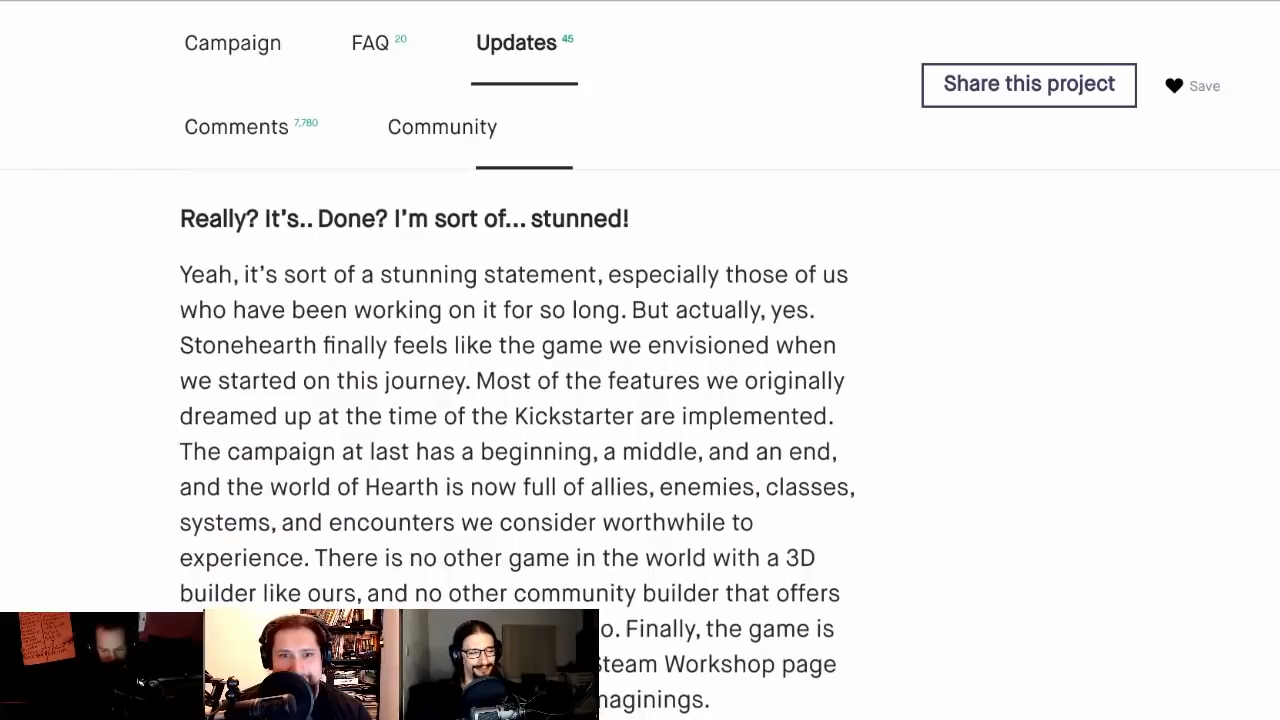 Campaign FAQ 20 Updates 45
Share this project Save
Comments 7,780 Community
Really? It's.. Done? I'm sort of... stunned!
Yeah, it's sort of a stunning statement, especially those of us
who have been working on it for so long. But actually, yes.
Stonehearth finally feels like the game we envisioned when
we started on this journey. Most of the features we originally
dreamed up at the time of the Kickstarter are implemented.
The campaign at last has a beginning, a middle, and an end,
and the world of Hearth is now full of allies, enemies, classes,
systems, and encounters we consider worthwhile to
experience. There is no other game in the world with a 3D
builder like ours, and no other community builder that offers
o. Finally, the game is
steam Workshop page
naginings.